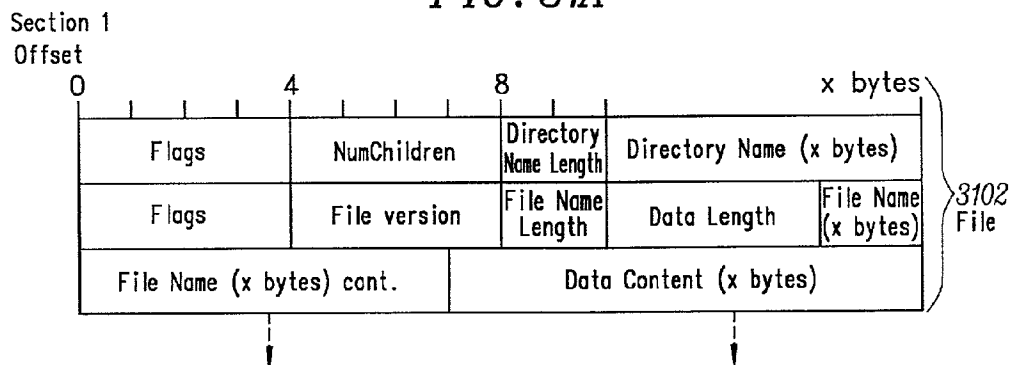 Section 1
Offset
0 4 8 x bytes
Flags NumChildren Directory Name Length Directory Name (x bytes)
Flags File version File Name Length Data Length File Name (x bytes)
File Name (x bytes) cont. Data Content (x bytes)
3102
File